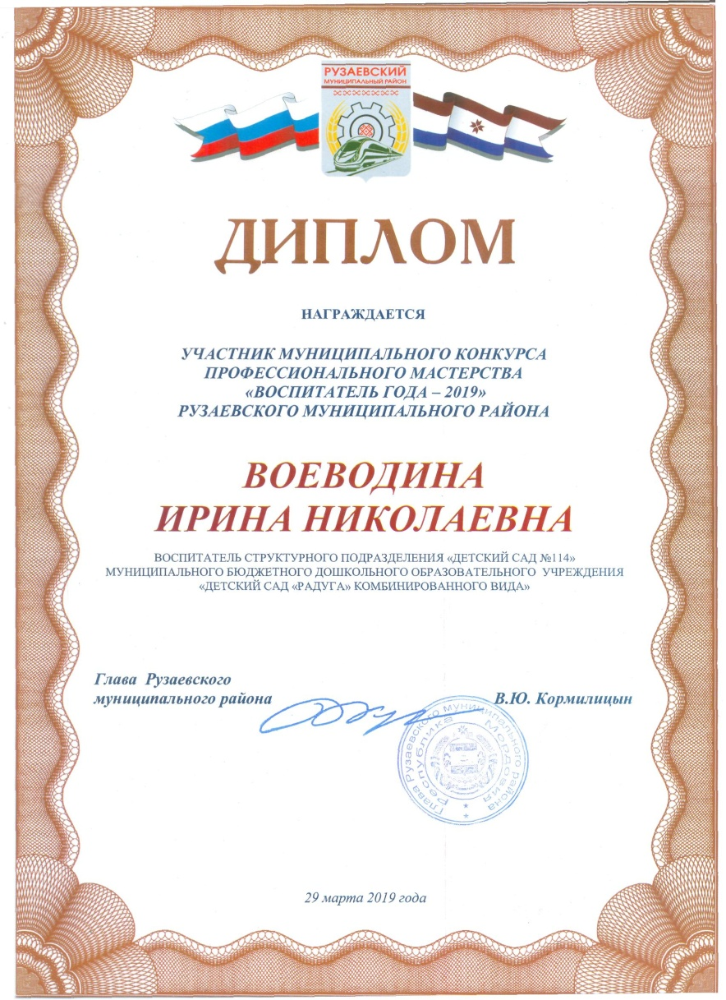 РУЗАЕВСКИЙ
МУНИЦИПАЛЬНЫЙ РАЙОН
ДИПЛОМ
НАГРАЖДАЕТСЯ
УЧАСТНИК МУНИЦИПАЛЬНОГО КОНКУРСА
ПРОФЕССИОНАЛЬНОГО МАСТЕРСТВА
«ВОСПИТАТЕЛЬ ГОДА – 2019»
РУЗАЕВСКОГО МУНИЦИПАЛЬНОГО РАЙОНА
ВОЕВОДИНА
ИРИНА НИКОЛАЕВНА
ВОСПИТАТЕЛЬ СТРУКТУРНОГО ПОДРАЗДЕЛЕНИЯ «ДЕТСКИЙ САД №114»
МУНИЦИПАЛЬНОГО БЮДЖЕТНОГО ДОШКОЛЬНОГО ОБРАЗОВАТЕЛЬНОГО УЧРЕЖДЕНИЯ
«ДЕТСКИЙ САД «РАДУГА» КОМБИНИРОВАННОГО ВИДА»
Глава Рузаевского
муниципального района
В.Ю. Кормилицын
Глава Рузаевского муниципального района
Республика Мордовия
29 марта 2019 года